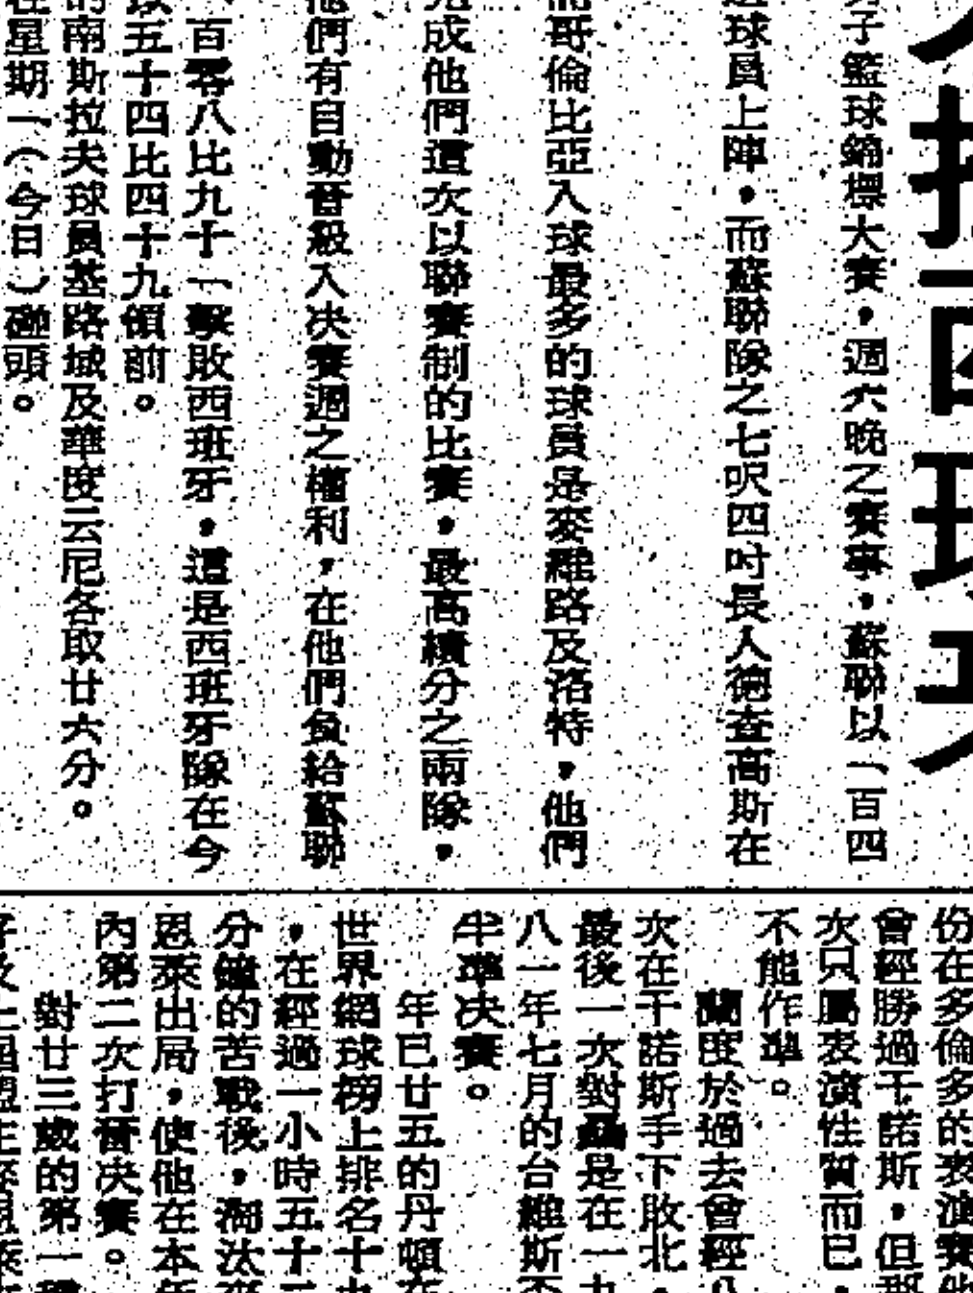 子籃球錦標大賽，週六晚之賽事，蘇聯以一百四
球員上陣，而蘇聯隊之七呎四吋長人德查高斯在
哥倫比亞入球最多的球員是麥難路及洛特，他們
成他們這次以聯賽制的比賽，最高積分之兩隊，
他們有自動晉級入決賽週之權利，在他們負給蘇聯
百零八比九十一擊敗西班牙，這是西班牙隊在今
以五十四比四十九領前。
的南斯拉夫球員基路域及華度云尼各取廿六分。
在星期一（今日）碰頭。
份在多倫多的表演賽他
曾經勝過干諾斯，但那
次只屬表演性質而已，
不能作準。
蘭度於過去曾經八
次在干諾斯手下敗北，
最後一次對壘是在一九
八一年七月的台維斯盃
半準決賽。
年已廿五的丹頓在
世界網球榜上排名十九
，在經過一小時五十二
分鐘的苦戰後，淘汰來
恩萊出局，使他在本年
內第二次打晉決賽。
對廿三歲的第一種